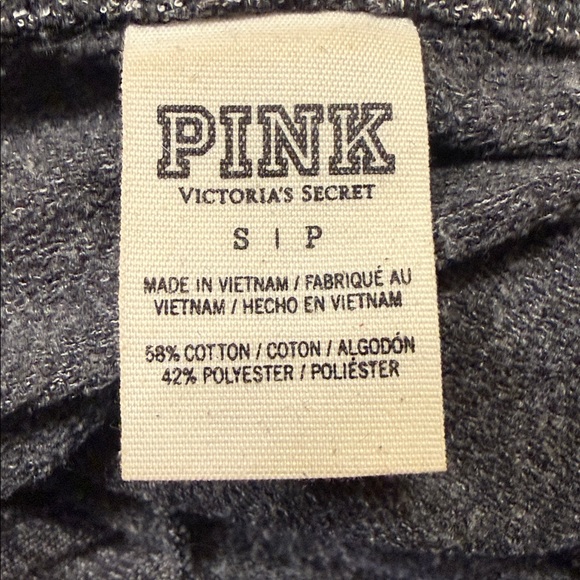 PINK
VICTORIA'S SECRET
S | P
MADE IN VIETNAM / FABRIQUÉ AU
VIETNAM / HECHO EN VIETNAM
58% COTTON / COTON / ALGODÓN
42% POLYESTER / POLIÉSTER